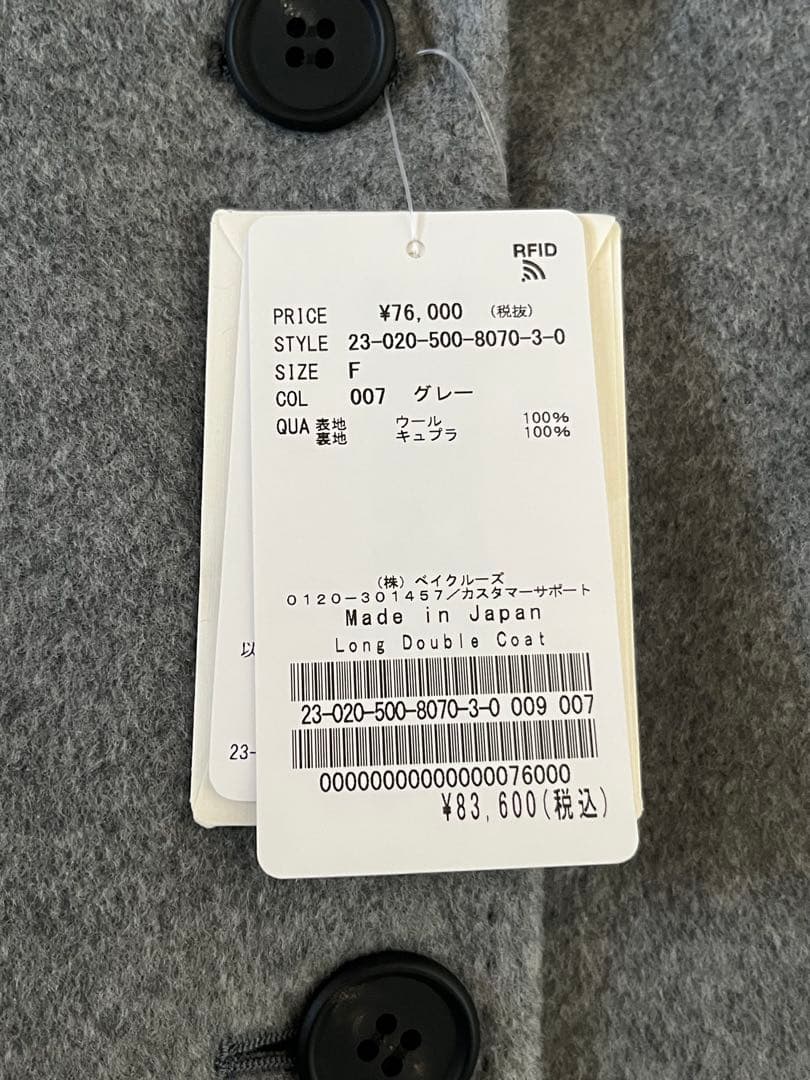 RFID
PRICE ¥76,000 (税抜)
STYLE 23-020-500-8070-3-0
SIZE F
COL 007 グレー
QUA 表地 ウール 100%
裏地 キュプラ 100%
(株) ベイクルーズ
0120-301457/カスタマーサポート
Made in Japan
Long Double Coat
以
23-020-500-8070-3-0 009 007
23-
00000000000000076000
¥83,600(税込)